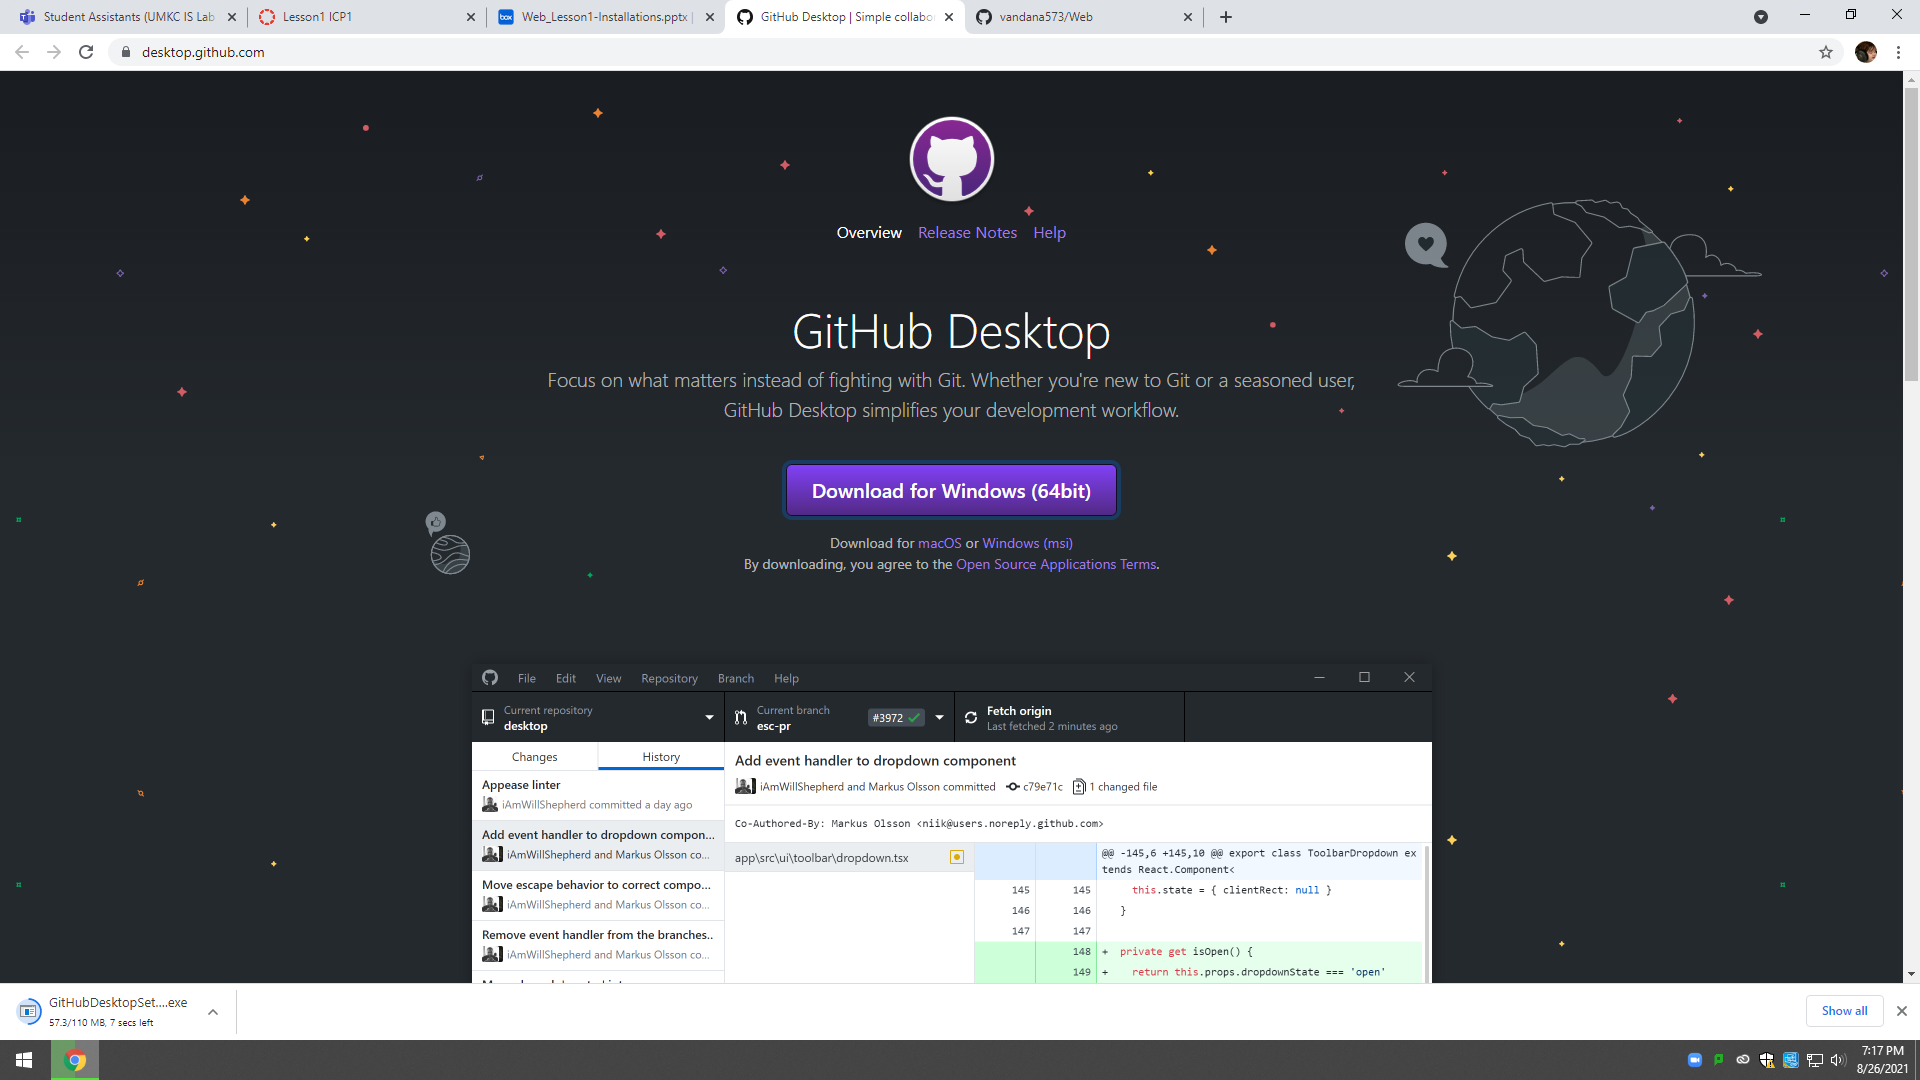 Student Assistants (UMKC IS Lab
Lesson1 ICP1
Web_Lesson1-Installations.pptx |
GitHub Desktop | Simple collabor
vandana573/Web
desktop.github.com
Overview Release Notes Help
GitHub Desktop
Focus on what matters instead of fighting with Git. Whether you're new to Git or a seasoned user,
GitHub Desktop simplifies your development workflow.
Download for Windows (64bit)
Download for macOS or Windows (msi)
By downloading, you agree to the Open Source Applications Terms.
File Edit View Repository Branch Help
Current repository
desktop
Current branch
esc-pr
#3972
Fetch origin
Last fetched 2 minutes ago
Changes History
Appease linter
iAmWillShepherd committed a day ago
Add event handler to dropdown compon...
iAmWillShepherd and Markus Olsson co...
Move escape behavior to correct compo...
iAmWillShepherd and Markus Olsson co...
Remove event handler from the branches..
iAmWillShepherd and Markus Olsson co...
Add event handler to dropdown component
iAmWillShepherd and Markus Olsson committed c79e71c 1 changed file
Co-Authored-By: Markus Olsson <niik@users.noreply.github.com>
app\src\ui\toolbar\dropdown.tsx
@@ -145,6 +145,10 @@ export class ToolbarDropdown ex
tends React.Component<
145 145 this.state = { clientRect: null }
146 146 }
147 147
148 + private get isOpen() {
149 + return this.props.dropdownState === 'open'
GitHubDesktopSet....exe
57.3/110 MB, 7 secs left
Show all
7:17 PM
8/26/2021